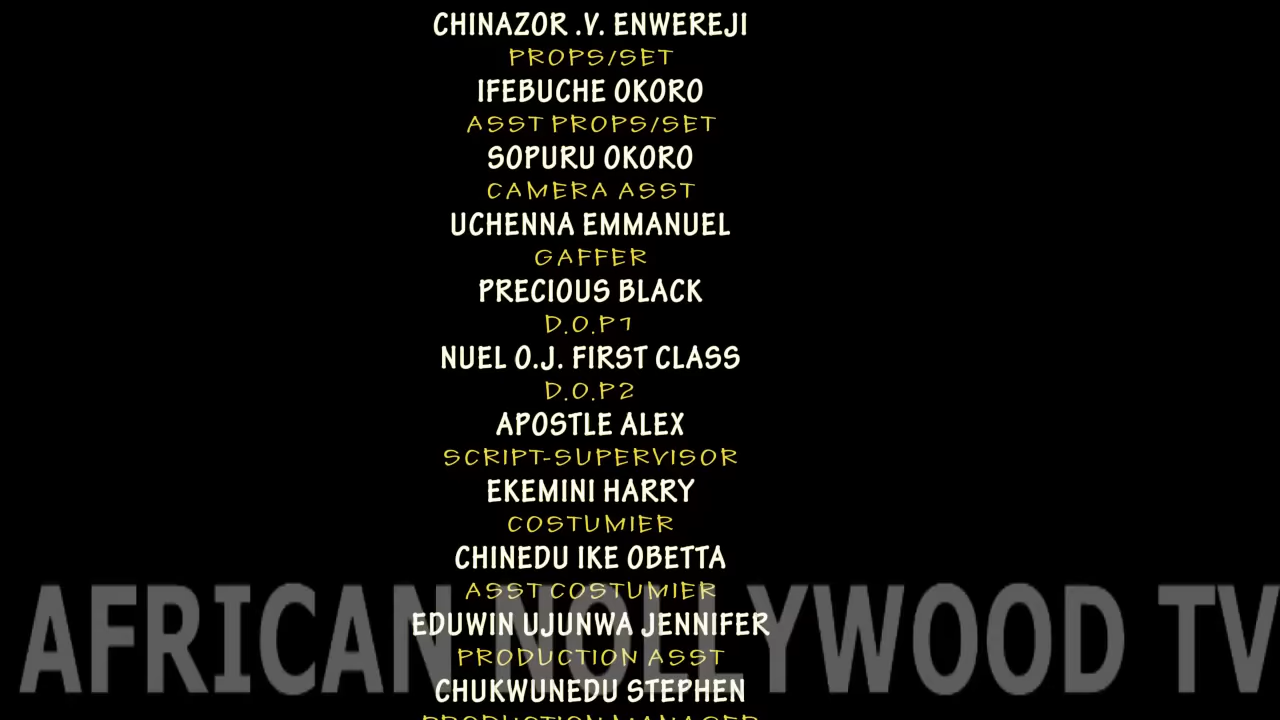 CHINAZOR .V. ENWEREJI
PROPS/SET
IFEBUCHE OKORO
ASST PROPS/SET
SOPURU OKORO
CAMERA ASST
UCHENNA EMMANUEL
GAFFER
PRECIOUS BLACK
D.O.P1
NUEL O.J. FIRST CLASS
D.O.P2
APOSTLE ALEX
SCRIPT-SUPERVISOR
EKEMINI HARRY
COSTUMIER
CHINEDU IKE OBETTA
ASST COSTUMIER
EDUWIN UJUNWA JENNIFER
PRODUCTION ASST
CHUKWUNEDU STEPHEN
PRODUCTION MANAGER
AFRICAN NOLLYWOOD TV